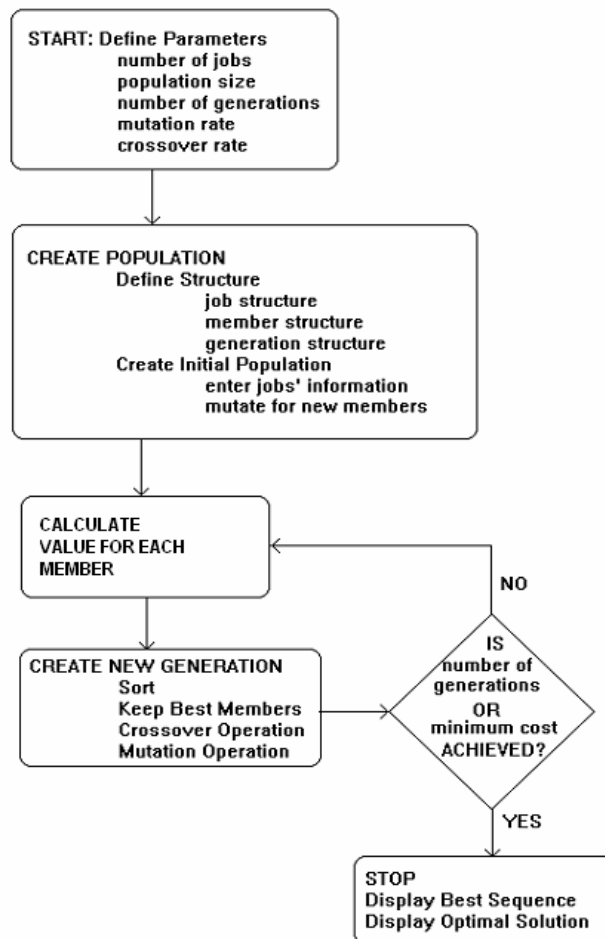 START: Define Parameters
number of jobs
population size
number of generations
mutation rate
crossover rate
CREATE POPULATION
Define Structure
job structure
member structure
generation structure
Create Initial Population
enter jobs' information
mutate for new members
CALCULATE
VALUE FOR EACH
MEMBER
CREATE NEW GENERATION
Sort
Keep Best Members
Crossover Operation
Mutation Operation
IS
number of
generations
OR
minimum cost
ACHIEVED?
NO
YES
STOP
Display Best Sequence
Display Optimal Solution